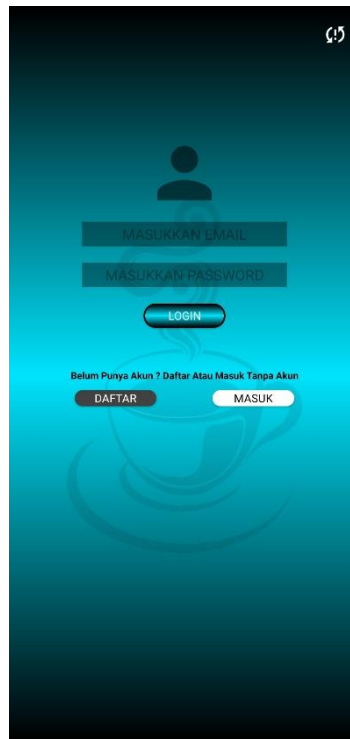 MASUKKAN EMAIL
MASUKKAN PASSWORD
LOGIN
Belum Punya Akun ? Daftar Atau Masuk Tanpa Akun
DAFTAR
MASUK